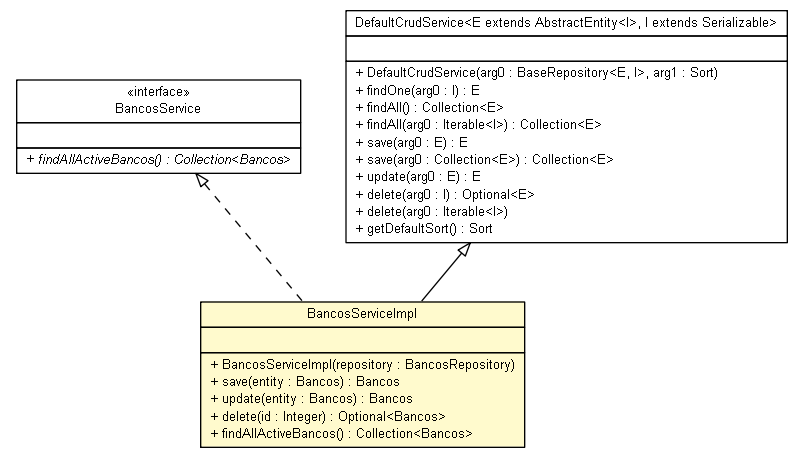 DefaultCrudService<E extends AbstractEntity<I>, I extends Serializable>
+ DefaultCrudService(arg0 : BaseRepository<E, I>, arg1 : Sort)
+ findOne(arg0 : I) : E
+ findAll() : Collection<E>
+ findAll(arg0 : Iterable<I>) : Collection<E>
+ save(arg0 : E) : E
+ save(arg0 : Collection<E>) : Collection<E>
+ update(arg0 : E) : E
+ delete(arg0 : I) : Optional<E>
+ delete(arg0 : Iterable<I>)
+ getDefaultSort() : Sort
«interface»
BancosService
+ findAllActiveBancos() : Collection<Bancos>
BancosServiceImpl
+ BancosServiceImpl(repository : BancosRepository)
+ save(entity : Bancos) : Bancos
+ update(entity : Bancos) : Bancos
+ delete(id : Integer) : Optional<Bancos>
+ findAllActiveBancos() : Collection<Bancos>